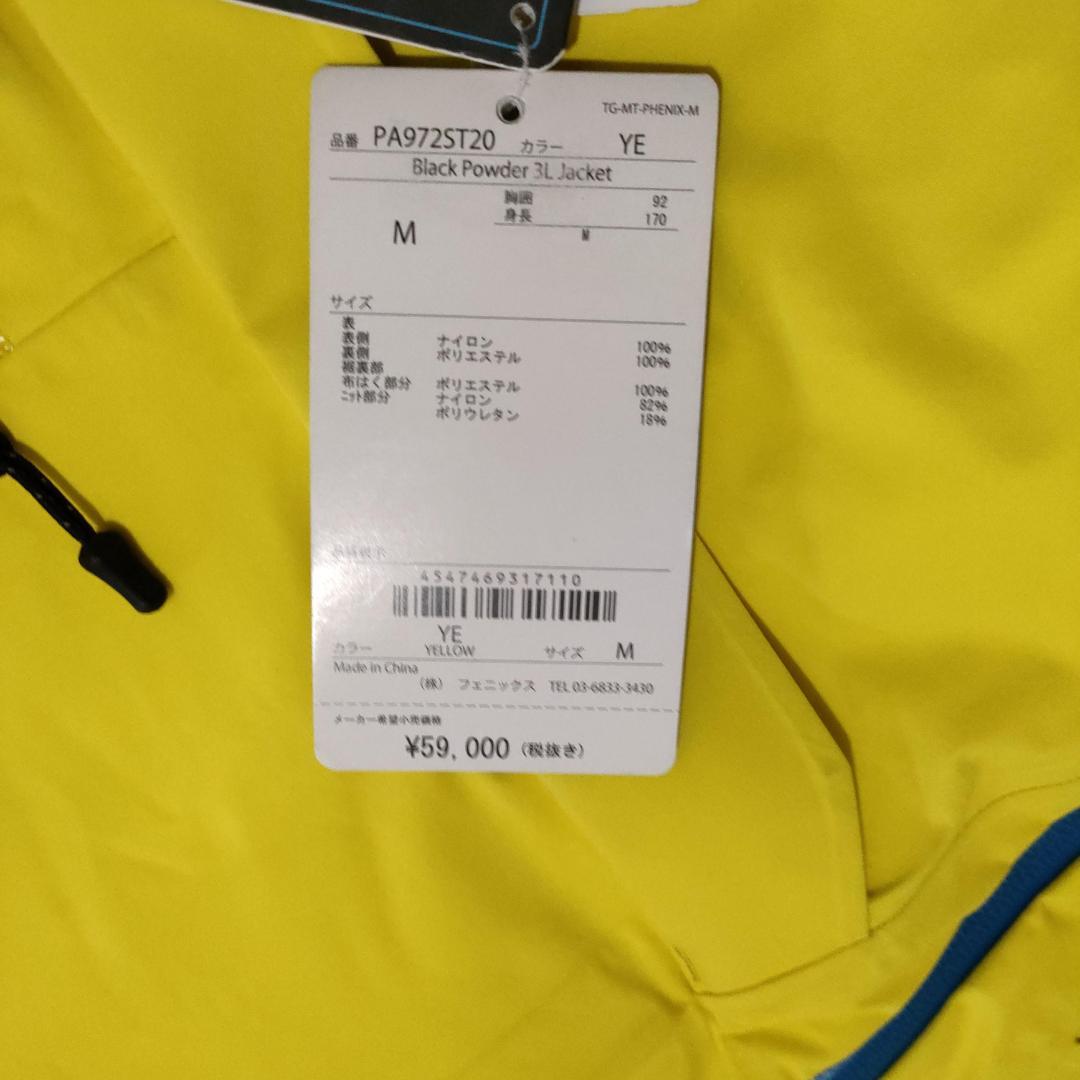 TG-MT-PHENIX-M
品番 PA972ST20 カラー YE
Black Powder 3L Jacket
胸囲 92
身長 170
M
M
サイズ
表
表側 ナイロン 100%
裏側 ポリエステル 100%
裾裏部
布はく部分 ポリエステル 100%
ﾆｯﾄ部分 ナイロン 82%
ポリウレタン 18%
品質表示
4547469317110
YE
カラー YELLOW サイズ M
Made in China
(株) フェニックス TEL 03-6833-3430
メーカー希望小売価格
¥59,000 (税抜き)